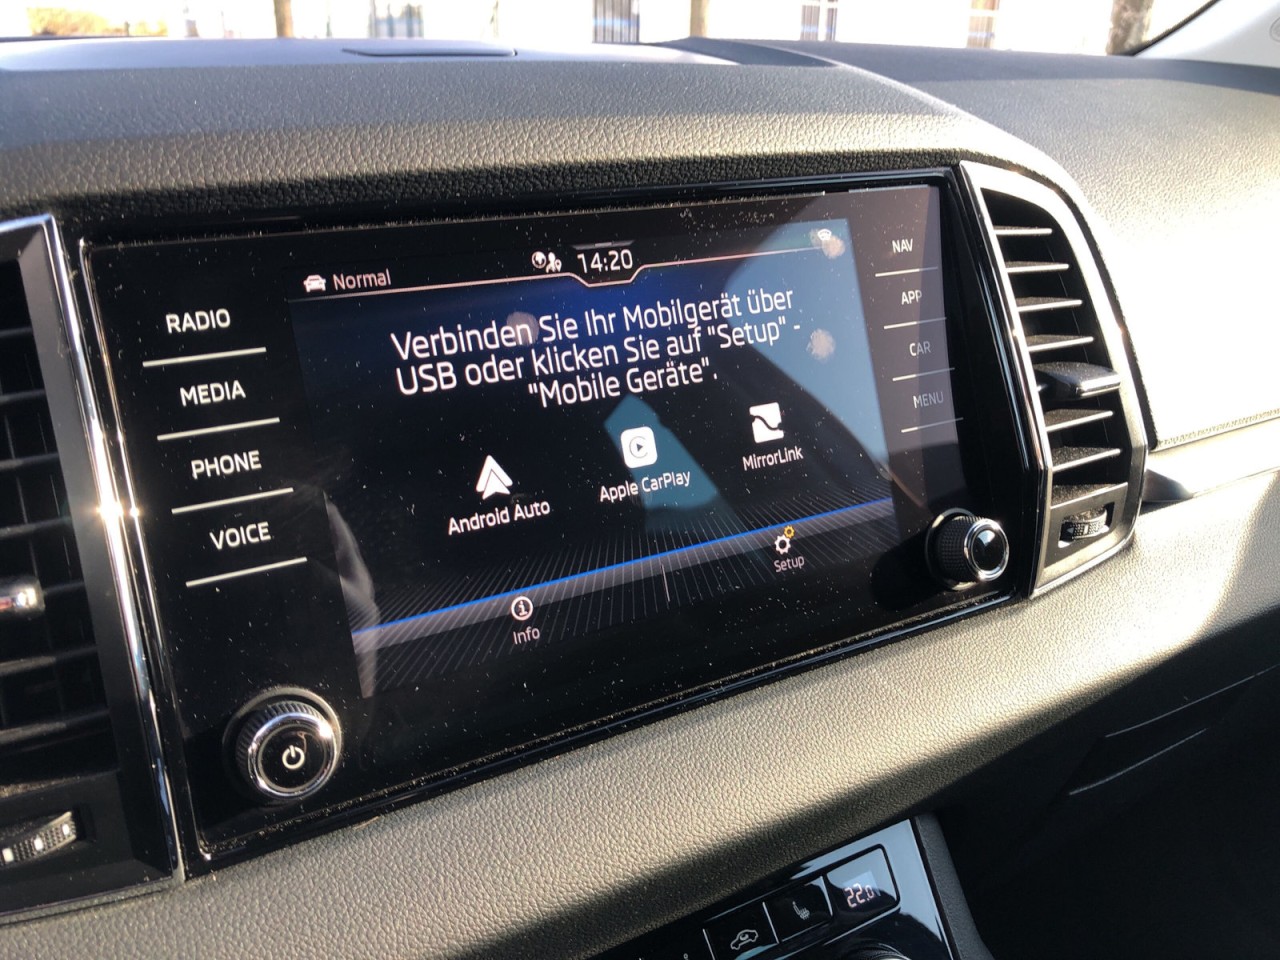 Normal
14:20
Verbinden Sie Ihr Mobilgerät über
USB oder klicken Sie auf "Setup" -
"Mobile Geräte".
Android Auto
Apple CarPlay
MirrorLink
Info
Setup
RADIO
MEDIA
PHONE
VOICE
NAV
APP
CAR
MENU
22.0